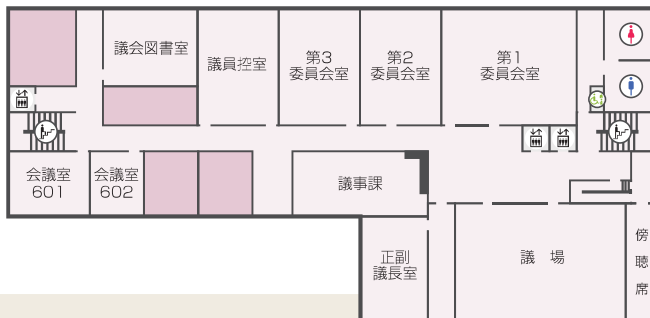 議会図書室
議員控室
第3
委員会室
第2
委員会室
第1
委員会室
会議室
601
会議室
602
議事課
正副
議長室
議 場
傍
聴
席